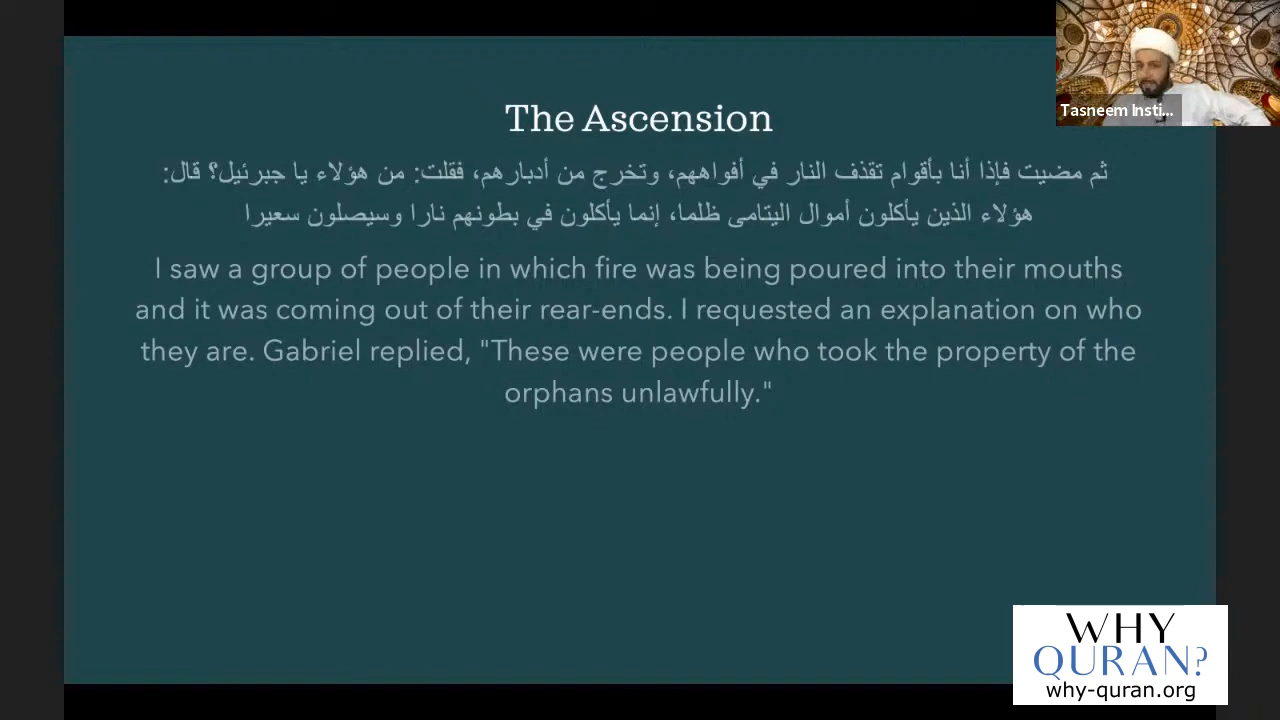 The Ascension
ثم مضيت فإذا أنا بأقوام تقذف النار في أفواههم، وتخرج من أدبارهم، فقلت: من هؤلاء يا جبرئيل؟ قال:
هؤلاء الذين يأكلون أموال اليتامى ظلما، إنما يأكلون في بطونهم نارا وسيصلون سعيرا
I saw a group of people in which fire was being poured into their mouths
and it was coming out of their rear-ends. I requested an explanation on who
they are. Gabriel replied, "These were people who took the property of the
orphans unlawfully."
Tasneem Insti...
WHY
QURAN?
why-quran.org